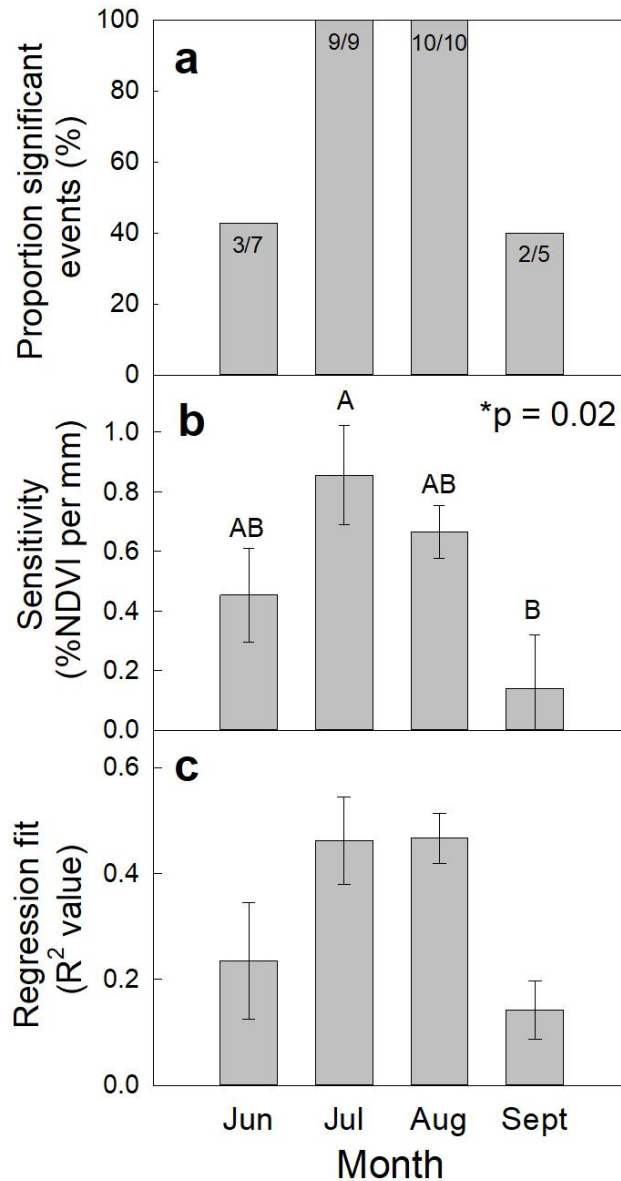 a
Proportion significant
events (%)
100
80
60
40
20
0
3/7
9/9
10/10
2/5
b
*p = 0.02
Sensitivity
(%NDVI per mm)
1.0
0.8
0.6
0.4
0.2
0.0
AB
A
AB
B
c
Regression fit
(R² value)
0.6
0.4
0.2
0.0
Jun Jul Aug Sept
Month